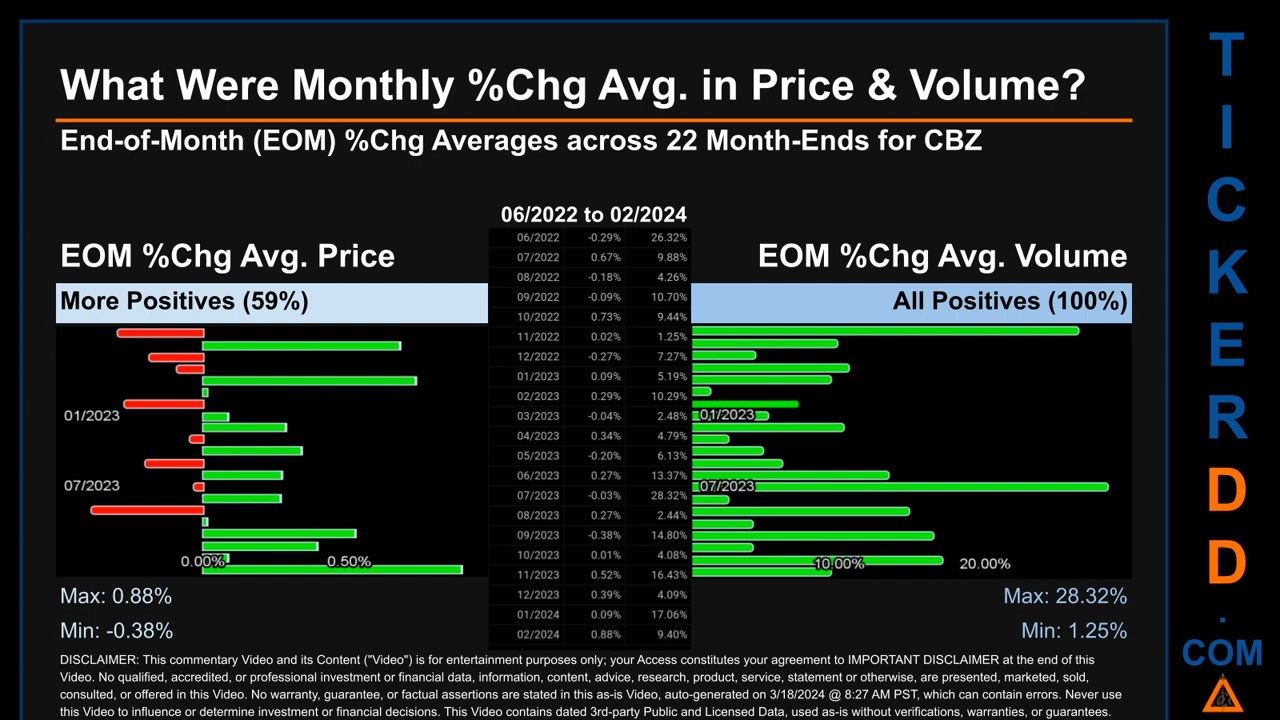 What Were Monthly %Chg Avg. in Price & Volume?
End-of-Month (EOM) %Chg Averages across 22 Month-Ends for CBZ
06/2022 to 02/2024
EOM %Chg Avg. Price
EOM %Chg Avg. Volume
More Positives (59%)
All Positives (100%)
06/2022 -0.29% 26.32%
07/2022 0.67% 9.88%
08/2022 -0.18% 4.26%
09/2022 -0.09% 10.70%
10/2022 0.73% 9.44%
11/2022 0.02% 1.25%
12/2022 -0.27% 7.27%
01/2023 0.09% 5.19%
02/2023 0.29% 10.29%
03/2023 -0.04% 2.48%
04/2023 0.34% 4.79%
05/2023 -0.20% 6.13%
06/2023 0.27% 13.37%
07/2023 -0.03% 28.32%
08/2023 0.27% 2.44%
09/2023 -0.38% 14.80%
10/2023 0.01% 4.08%
11/2023 0.52% 16.43%
12/2023 0.39% 4.09%
01/2024 0.09% 17.06%
02/2024 0.88% 9.40%
01/2023
07/2023
0.00% 0.50%
01/2023
07/2023
10.00% 20.00%
Max: 0.88%
Min: -0.38%
Max: 28.32%
Min: 1.25%
DISCLAIMER: This commentary Video and its Content ("Video") is for entertainment purposes only; your Access constitutes your agreement to IMPORTANT DISCLAIMER at the end of this
Video. No qualified, accredited, or professional investment or financial data, information, content, advice, research, product, service, statement or otherwise, are presented, marketed, sold,
consulted, or offered in this Video. No warranty, guarantee, or factual assertions are stated in this as-is Video, auto-generated on 3/18/2024 @ 8:27 AM PST, which can contain errors. Never use
this Video to influence or determine investment or financial decisions. This Video contains dated 3rd-party Public and Licensed Data, used as-is without verifications, warranties, or guarantees.
T
I
C
K
E
R
D
D
.
COM